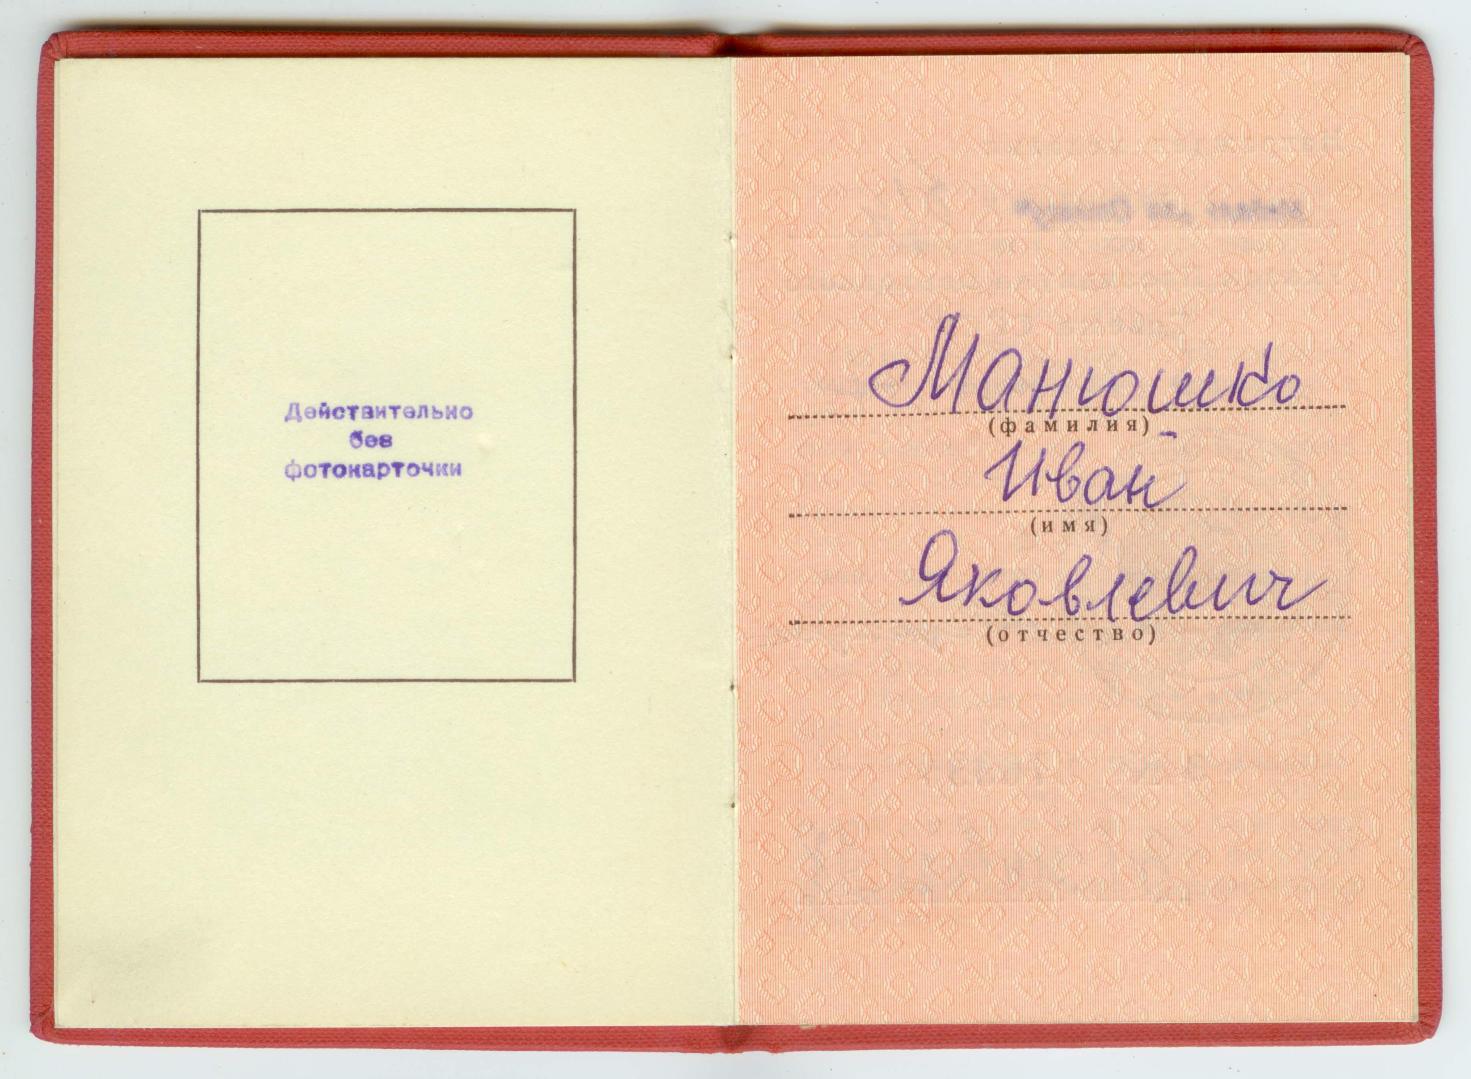 Действительно
без
фотокарточки
Манюшко
(фамилия)
Иван
(имя)
Яковлевич
(отчество)